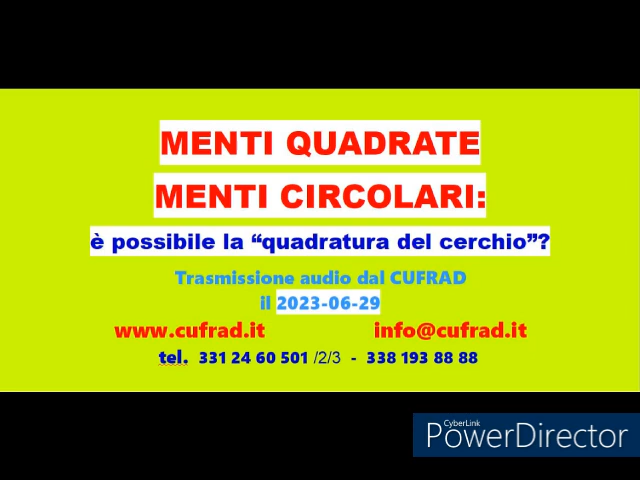 MENTI QUADRATE
MENTI CIRCOLARI:
è possibile la “quadratura del cerchio”?
Trasmissione audio dal CUFRAD
il 2023-06-29
www.cufrad.it info@cufrad.it
tel. 331 24 60 501 /2/3 - 338 193 88 88
CyberLink
PowerDirector